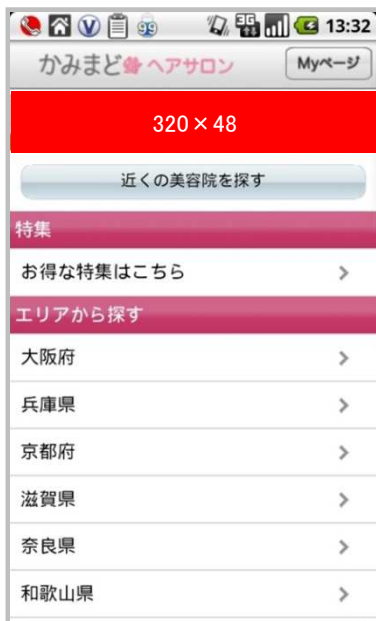 99 3G 13:32
かみまど ヘアサロン Myページ
320×48
近くの美容院を探す
特集
お得な特集はこちら
エリアから探す
大阪府
兵庫県
京都府
滋賀県
奈良県
和歌山県